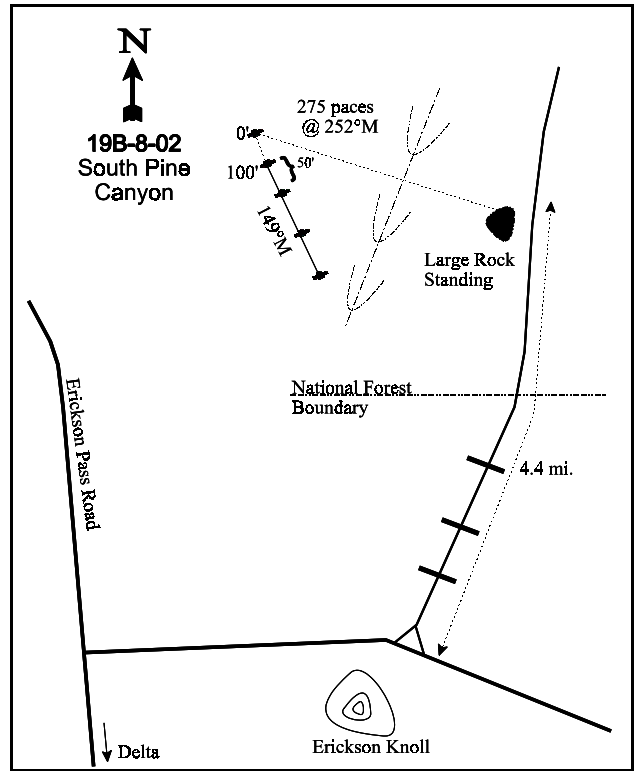 N
19B-8-02
South Pine
Canyon
275 paces
@ 252°M
0'
50'
100'
149°M
Large Rock
Standing
National Forest
Boundary
Erickson Pass Road
4.4 mi.
Erickson Knoll
Delta